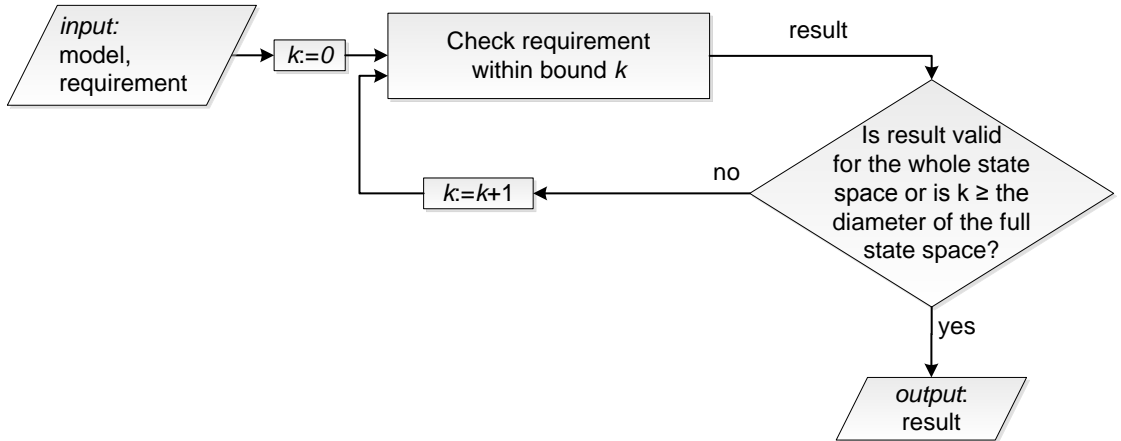 input:
model,
requirement
k:=0
Check requirement
within bound k
result
Is result valid
for the whole state
space or is k ≥ the
diameter of the full
state space?
no
k:=k+1
yes
output:
result